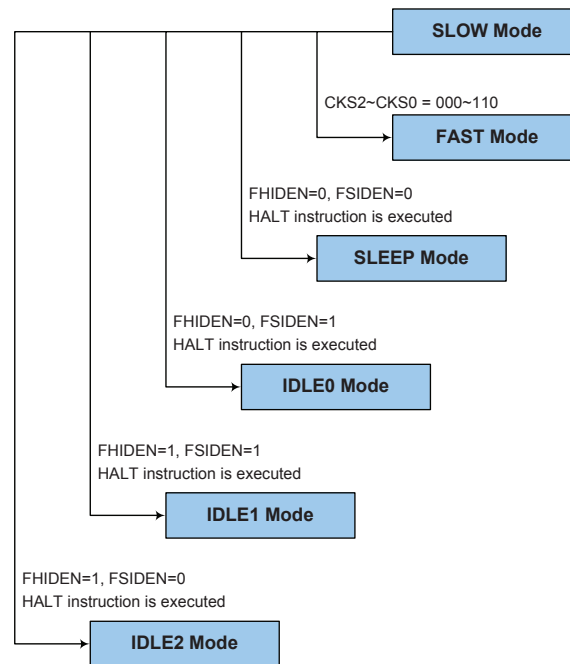 SLOW Mode
CKS2~CKS0 = 000~110
FAST Mode
FHIDEN=0, FSIDEN=0
HALT instruction is executed
SLEEP Mode
FHIDEN=0, FSIDEN=1
HALT instruction is executed
IDLE0 Mode
FHIDEN=1, FSIDEN=1
HALT instruction is executed
IDLE1 Mode
FHIDEN=1, FSIDEN=0
HALT instruction is executed
IDLE2 Mode